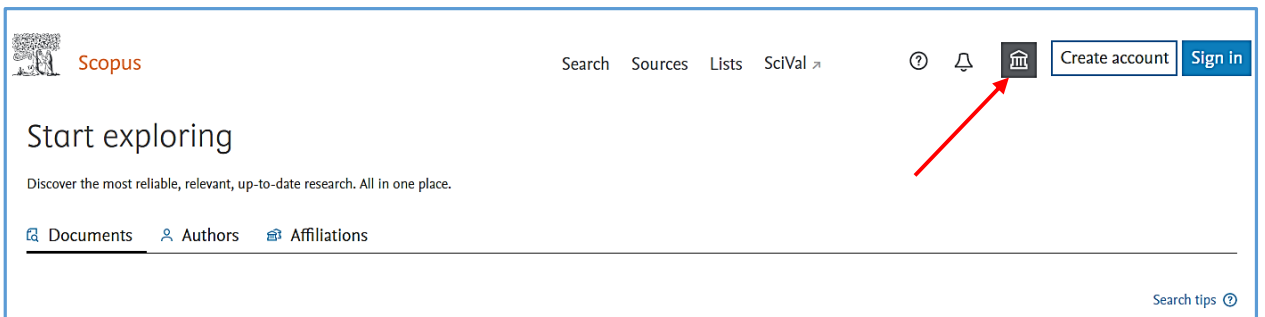 Scopus
Search Sources Lists SciVal ↗ Create account Sign in
Start exploring
Discover the most reliable, relevant, up-to-date research. All in one place.
Documents Authors Affiliations
Search tips